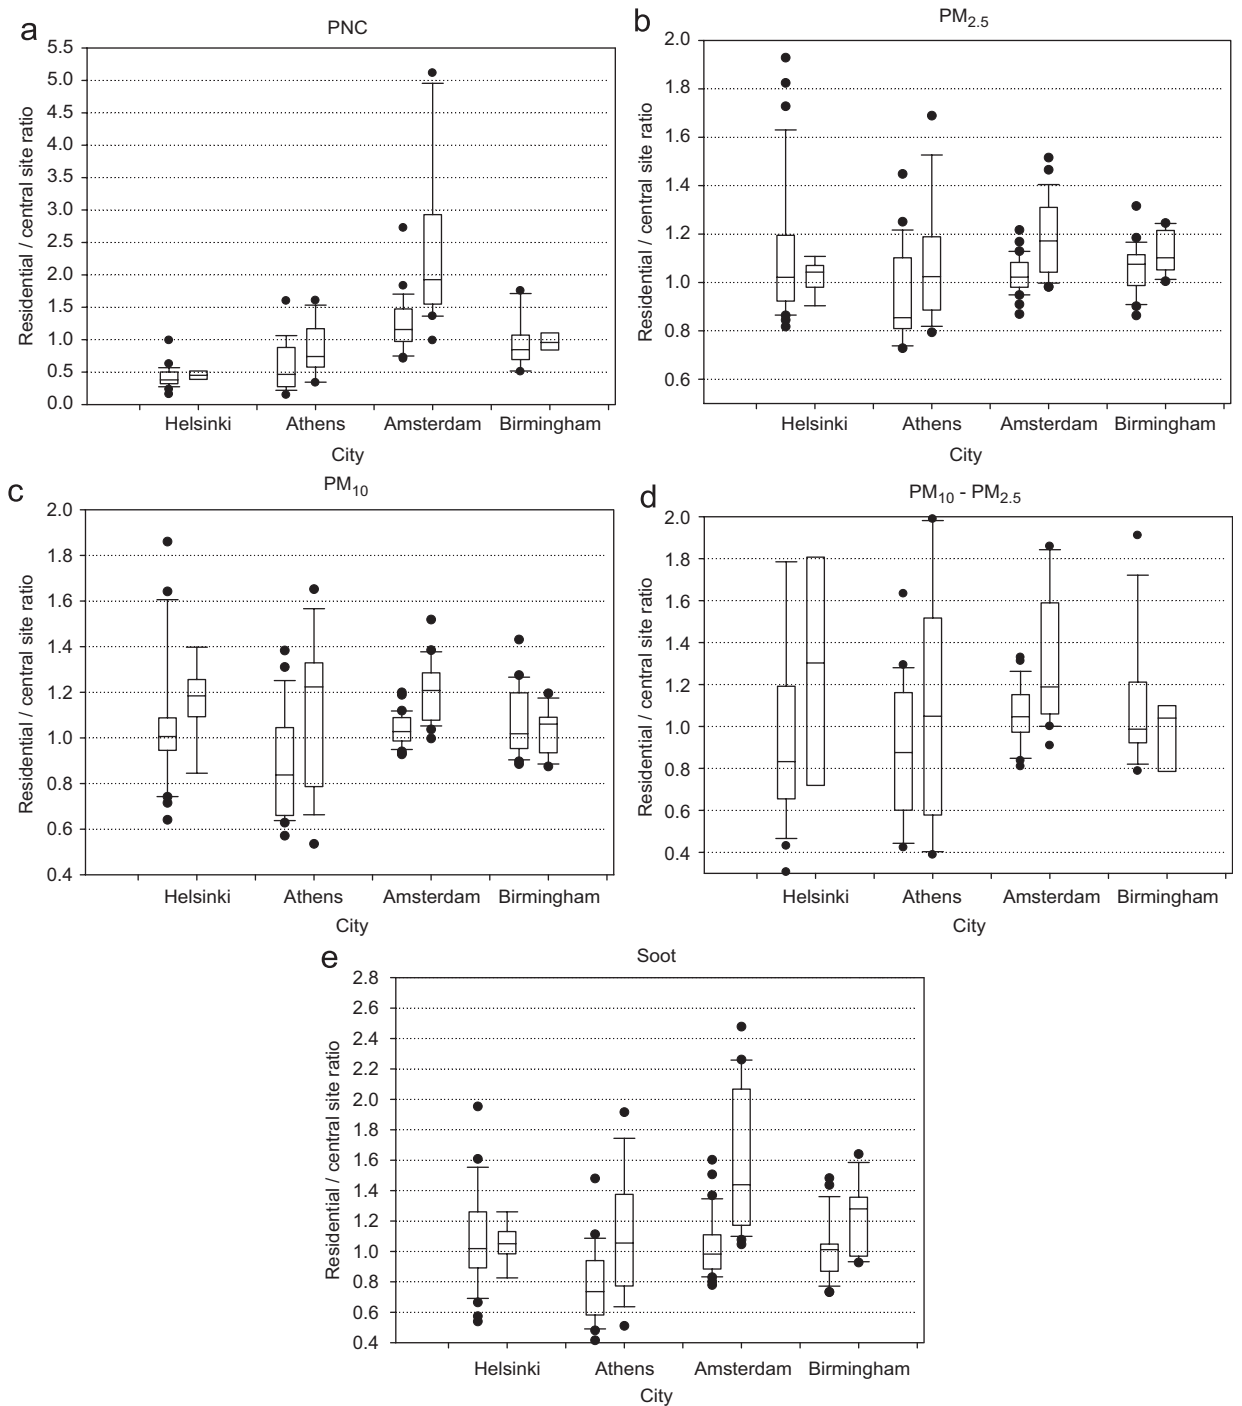 a
PNC
Residential / central site ratio
5.5
5.0
4.5
4.0
3.5
3.0
2.5
2.0
1.5
1.0
0.5
0.0
Helsinki Athens Amsterdam Birmingham
City
b
PM2.5
Residential / central site ratio
2.0
1.8
1.6
1.4
1.2
1.0
0.8
0.6
Helsinki Athens Amsterdam Birmingham
City
c
PM10
Residential / central site ratio
2.0
1.8
1.6
1.4
1.2
1.0
0.8
0.6
0.4
Helsinki Athens Amsterdam Birmingham
City
d
PM10 - PM2.5
Residential / central site ratio
2.0
1.8
1.6
1.4
1.2
1.0
0.8
0.6
0.4
Helsinki Athens Amsterdam Birmingham
City
e
Soot
Residential / central site ratio
2.8
2.6
2.4
2.2
2.0
1.8
1.6
1.4
1.2
1.0
0.8
0.6
0.4
Helsinki Athens Amsterdam Birmingham
City